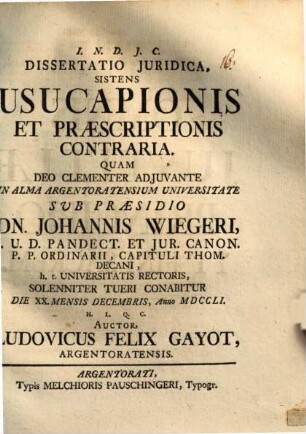 I. N. D. J. C.
DISSERTATIO JURIDICA,
SISTENS
USUCAPIONIS
ET PRÆSCRIPTIONIS
CONTRARIA.
QUAM
DEO CLEMENTER ADJUVANTE
IN ALMA ARGENTORATENSIUM UNIVERSITATE
SUB PRÆSIDIO
DN. JOHANNIS WIEGERI,
. U. D. PANDECT. ET JUR. CANON.
P. P. ORDINARII, CAPITULI THOM.
DECANI,
h. t. UNIVERSITATIS RECTORIS,
SOLENNITER TUERI CONABITUR
DIE XX. MENSIS DECEMBRIS, Anno MDCCLI.
H. L. Q. C.
AUCTOR,
LUDOVICUS FELIX GAYOT,
ARGENTORATENSIS.
ARGENTORATI,
Typis MELCHIORIS PAUSCHINGERI, Typogr.